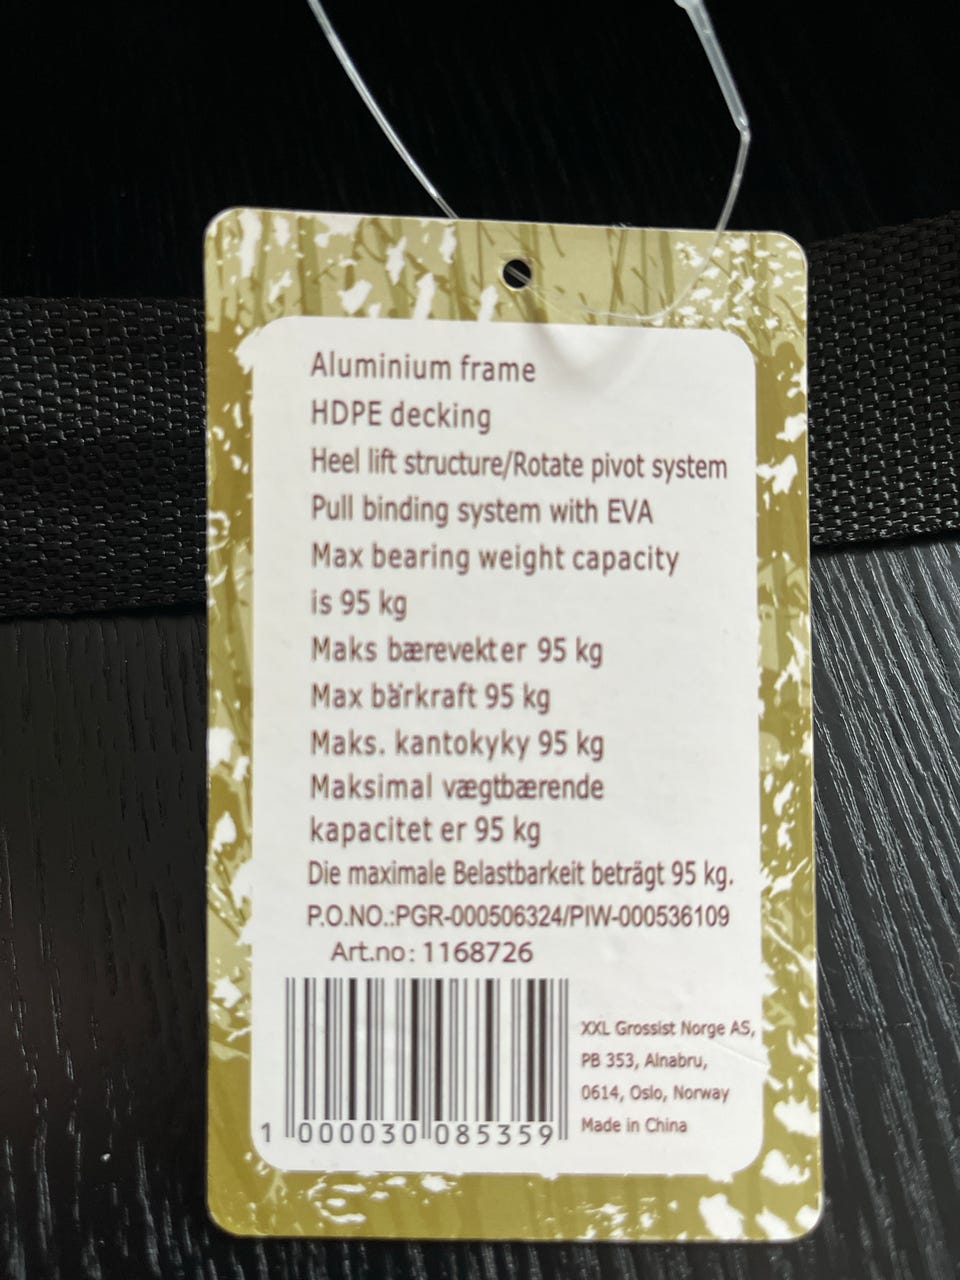 Aluminium frame
HDPE decking
Heel lift structure/Rotate pivot system
Pull binding system with EVA
Max bearing weight capacity
is 95 kg
Maks bærevekter 95 kg
Max bärkraft 95 kg
Maks. kantokyky 95 kg
Maksimal vægtbærende
kapacitet er 95 kg
Die maximale Belastbarkeit beträgt 95 kg.
P.O.NO.:PGR-000506324/PIW-000536109
Art.no: 1168726
XXL Grossist Norge AS,
PB 353, Alnabru,
0614, Oslo, Norway
Made in China
1 000030 085359